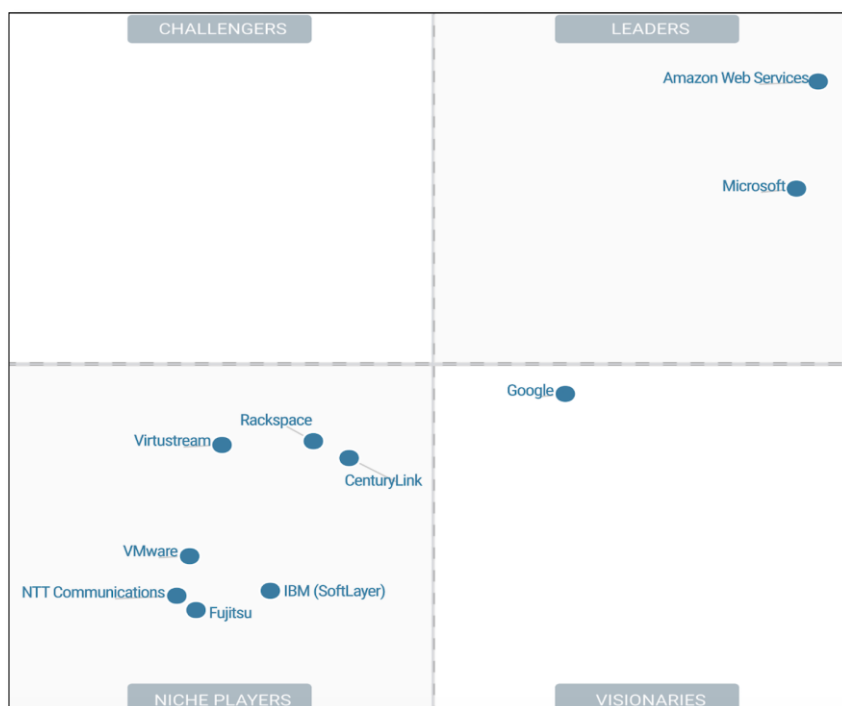 CHALLENGERS
LEADERS
Amazon Web Services
Microsoft
Google
Rackspace
Virtustream
CenturyLink
VMware
NTT Communications
IBM (SoftLayer)
Fujitsu
NICHE PLAYERS
VISIONARIES